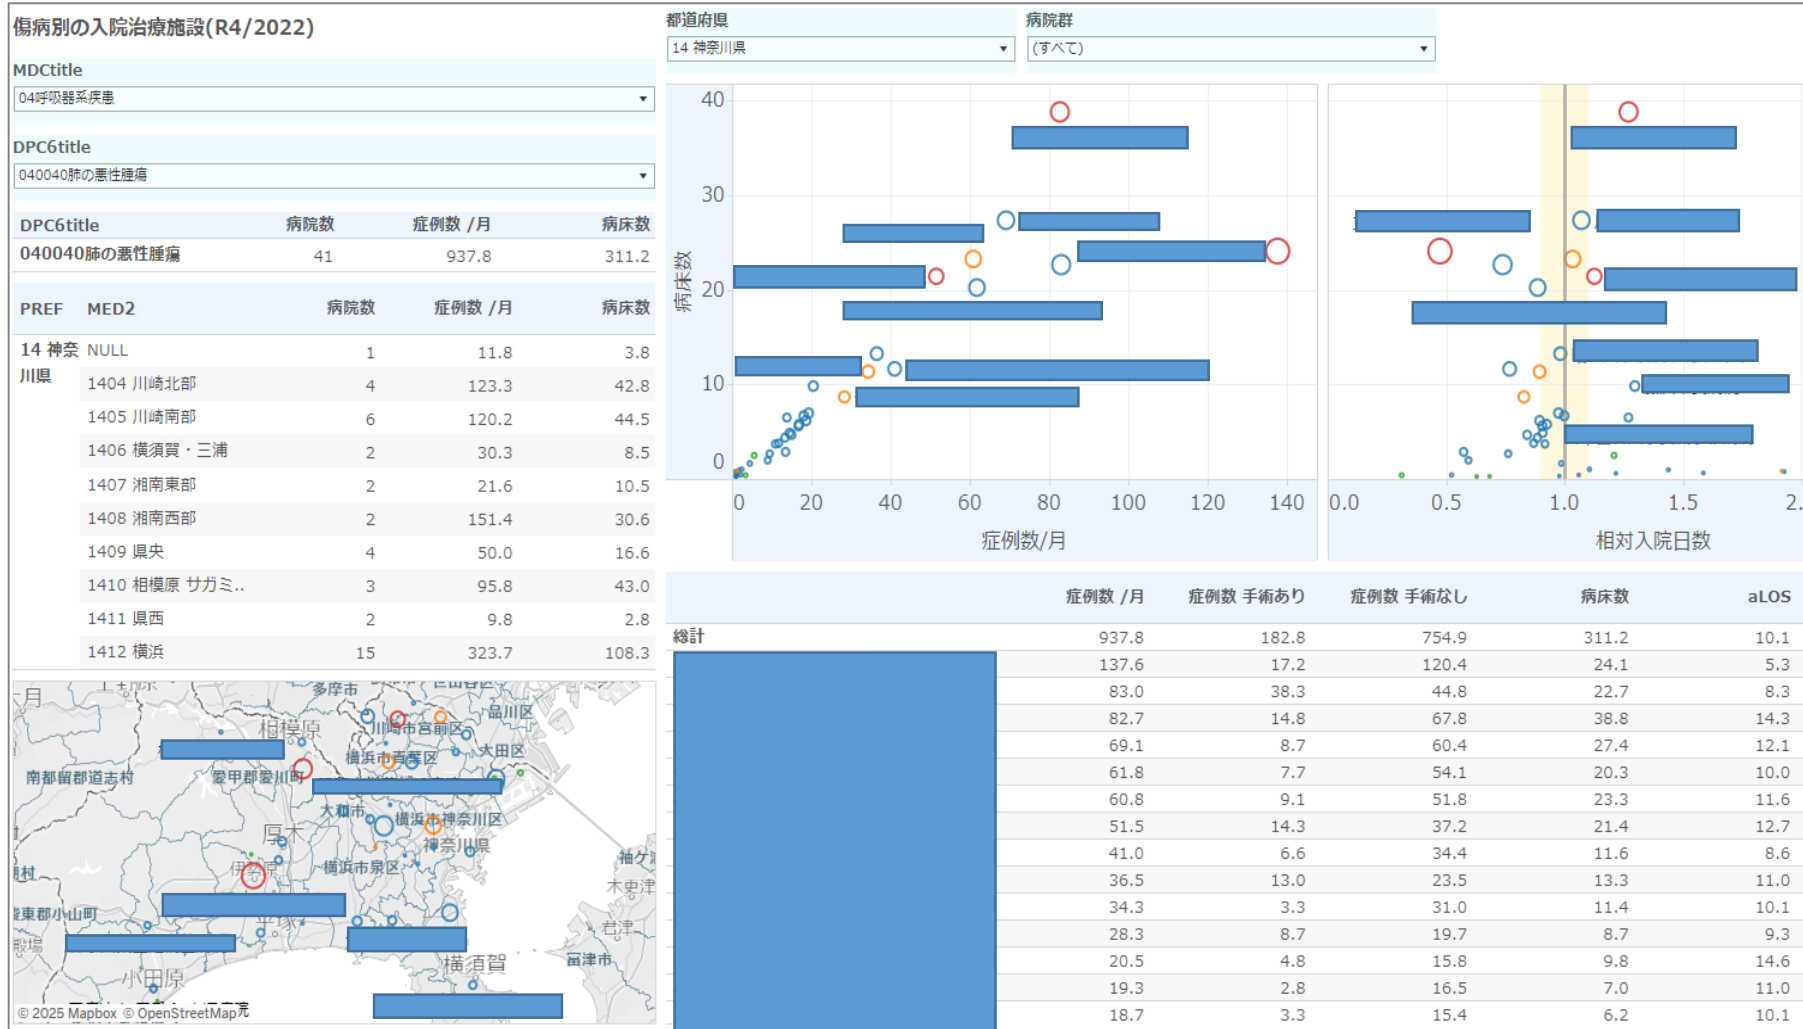 傷病別の入院治療施設(R4/2022)
MDCtitle
04呼吸器系疾患
DPC6title
040040肺の悪性腫瘍
DPC6title 病院数 症例数 /月 病床数
040040肺の悪性腫瘍 41 937.8 311.2
PREF MED2 病院数 症例数 /月 病床数
14 神奈川県 NULL 1 11.8 3.8
1404 川崎北部 4 123.3 42.8
1405 川崎南部 6 120.2 44.5
1406 横須賀・三浦 2 30.3 8.5
1407 湘南東部 2 21.6 10.5
1408 湘南西部 2 151.4 30.6
1409 県央 4 50.0 16.6
1410 相模原 サガミ.. 3 95.8 43.0
1411 県西 2 9.8 2.8
1412 横浜 15 323.7 108.3
多摩市
品川区
相模原
川崎市宮前区
大田区
横浜市青葉区
南都留郡道志村
愛甲郡愛川町
大和市
横浜市神奈川区
厚木
神奈川県
伊勢原
横浜市泉区
袖ケ
木更津
東郡小山町
平塚
君津
殿場
横須賀
富津市
小田原
© 2025 Mapbox © OpenStreetMap
都道府県
14 神奈川県
病院群
(すべて)
病床数
40
30
20
10
0
0 20 40 60 80 100 120 140
症例数/月
0.0 0.5 1.0 1.5 2.
相対入院日数
症例数 /月 症例数 手術あり 症例数 手術なし 病床数 aLOS
総計 937.8 182.8 754.9 311.2 10.1
137.6 17.2 120.4 24.1 5.3
83.0 38.3 44.8 22.7 8.3
82.7 14.8 67.8 38.8 14.3
69.1 8.7 60.4 27.4 12.1
61.8 7.7 54.1 20.3 10.0
60.8 9.1 51.8 23.3 11.6
51.5 14.3 37.2 21.4 12.7
41.0 6.6 34.4 11.6 8.6
36.5 13.0 23.5 13.3 11.0
34.3 3.3 31.0 11.4 10.1
28.3 8.7 19.7 8.7 9.3
20.5 4.8 15.8 9.8 14.6
19.3 2.8 16.5 7.0 11.0
18.7 3.3 15.4 6.2 10.1